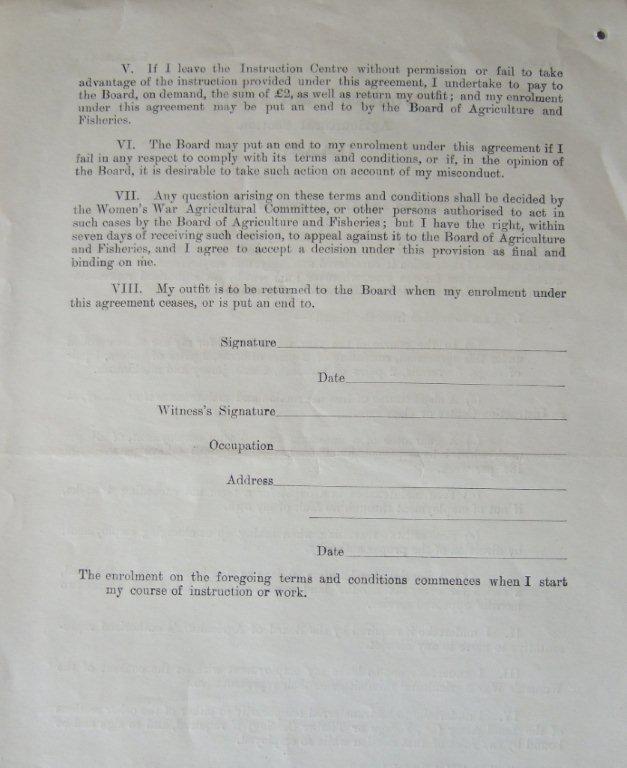 V. If I leave the Instruction Centre without permission or fail to take
advantage of the instruction provided under this agreement, I undertake to pay to
the Board, on demand, the sum of £2, as well as return my outfit; and my enrolment
under this agreement may be put an end to by the Board of Agriculture and
Fisheries.
VI. The Board may put an end to my enrolment under this agreement if I
fail in any respect to comply with its terms and conditions, or if, in the opinion of
the Board, it is desirable to take such action on account of my misconduct.
VII. Any question arising on these terms and conditions shall be decided by
the Women's War Agricultural Committee, or other persons authorised to act in
such cases by the Board of Agriculture and Fisheries; but I have the right, within
seven days of receiving such decision, to appeal against it to the Board of Agriculture
and Fisheries, and I agree to accept a decision under this provision as final and
binding on me.
VIII. My outfit is to be returned to the Board when my enrolment under
this agreement ceases, or is put an end to.
Signature
Date
Witness's Signature
Occupation
Address
Date
The enrolment on the foregoing terms and conditions commences when I start
my course of instruction or work.